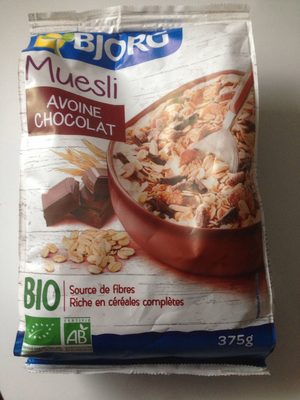 BJORG
Muesli
AVOINE
CHOCOLAT
BIO
Source de fibres
Riche en céréales complètes
AB
375g